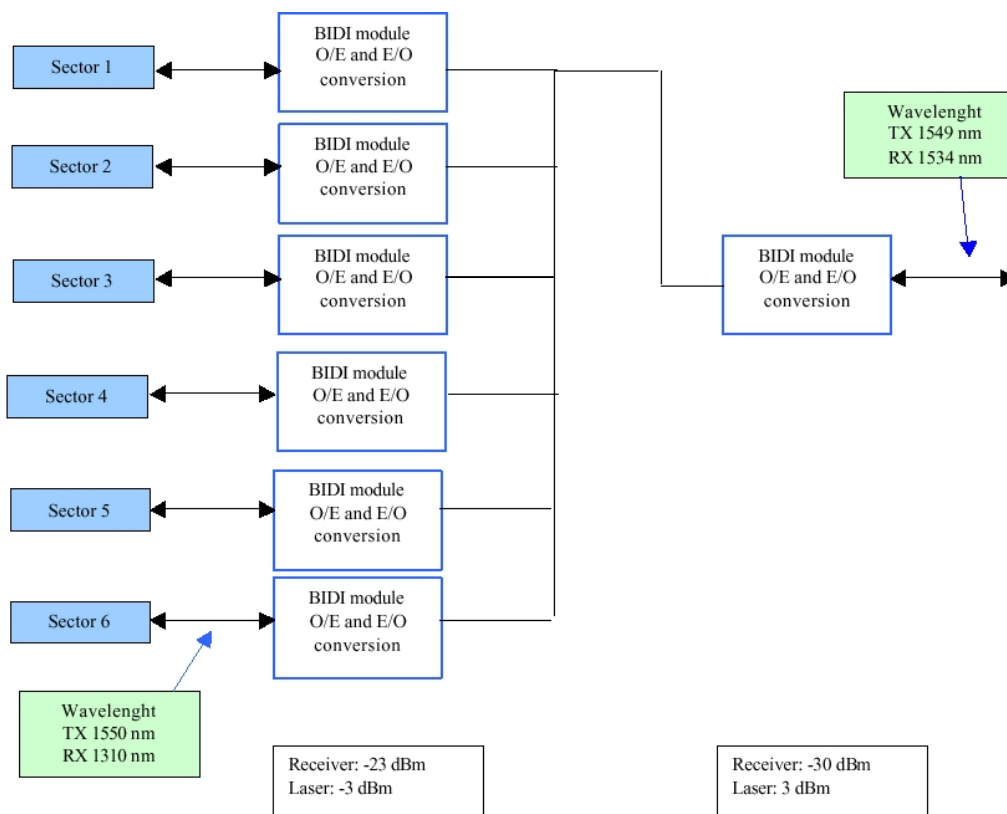 Sector 1
BIDI module
O/E and E/O
conversion
Sector 2
BIDI module
O/E and E/O
conversion
Sector 3
BIDI module
O/E and E/O
conversion
Sector 4
BIDI module
O/E and E/O
conversion
Sector 5
BIDI module
O/E and E/O
conversion
Sector 6
BIDI module
O/E and E/O
conversion
Wavelenght
TX 1550 nm
RX 1310 nm
Receiver: -23 dBm
Laser: -3 dBm
Wavelenght
TX 1549 nm
RX 1534 nm
BIDI module
O/E and E/O
conversion
Receiver: -30 dBm
Laser: 3 dBm